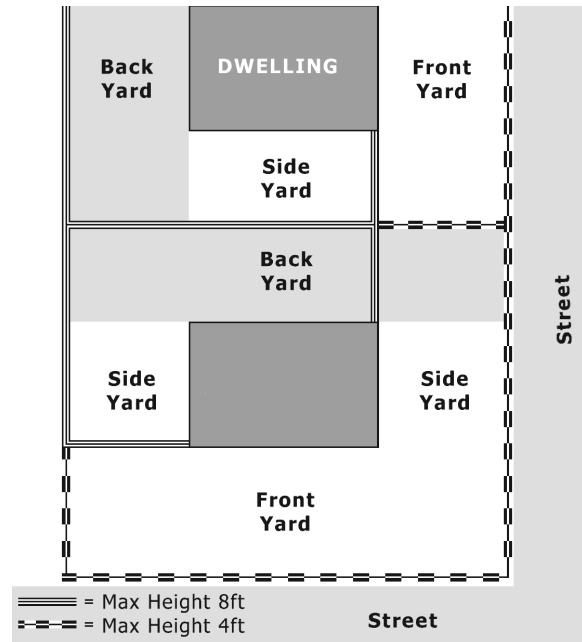 Back
Yard
DWELLING
Front
Yard
Side
Yard
Back
Yard
Street
Side
Yard
Side
Yard
Front
Yard
= Max Height 8ft
= Max Height 4ft
Street